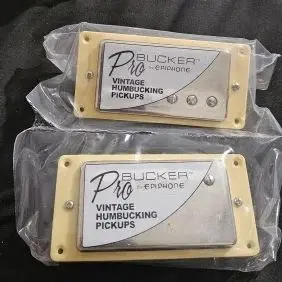 Pro BUCKER™
by EPIPHONE
VINTAGE
HUMBUCKING
PICKUPS
Pro BUCKER™
by EPIPHONE
VINTAGE
HUMBUCKING
PICKUPS